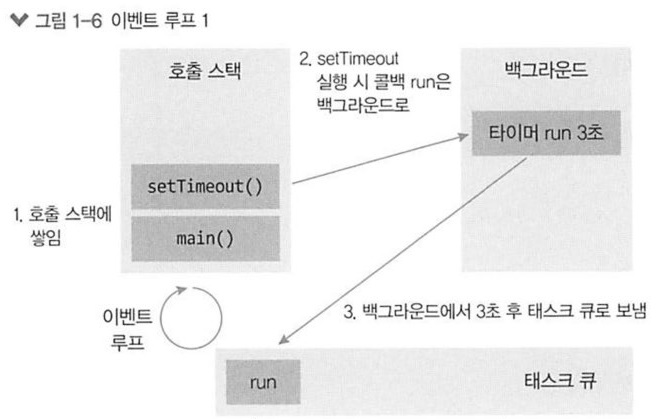 그림 1-6 이벤트 루프 1
호출 스택
2. setTimeout
실행 시 콜백 run은
백그라운드로
백그라운드
타이머 run 3초
setTimeout()
1. 호출 스택에
쌓임
main()
이벤트
루프
3. 백그라운드에서 3초 후 태스크 큐로 보냄
run
태스크 큐